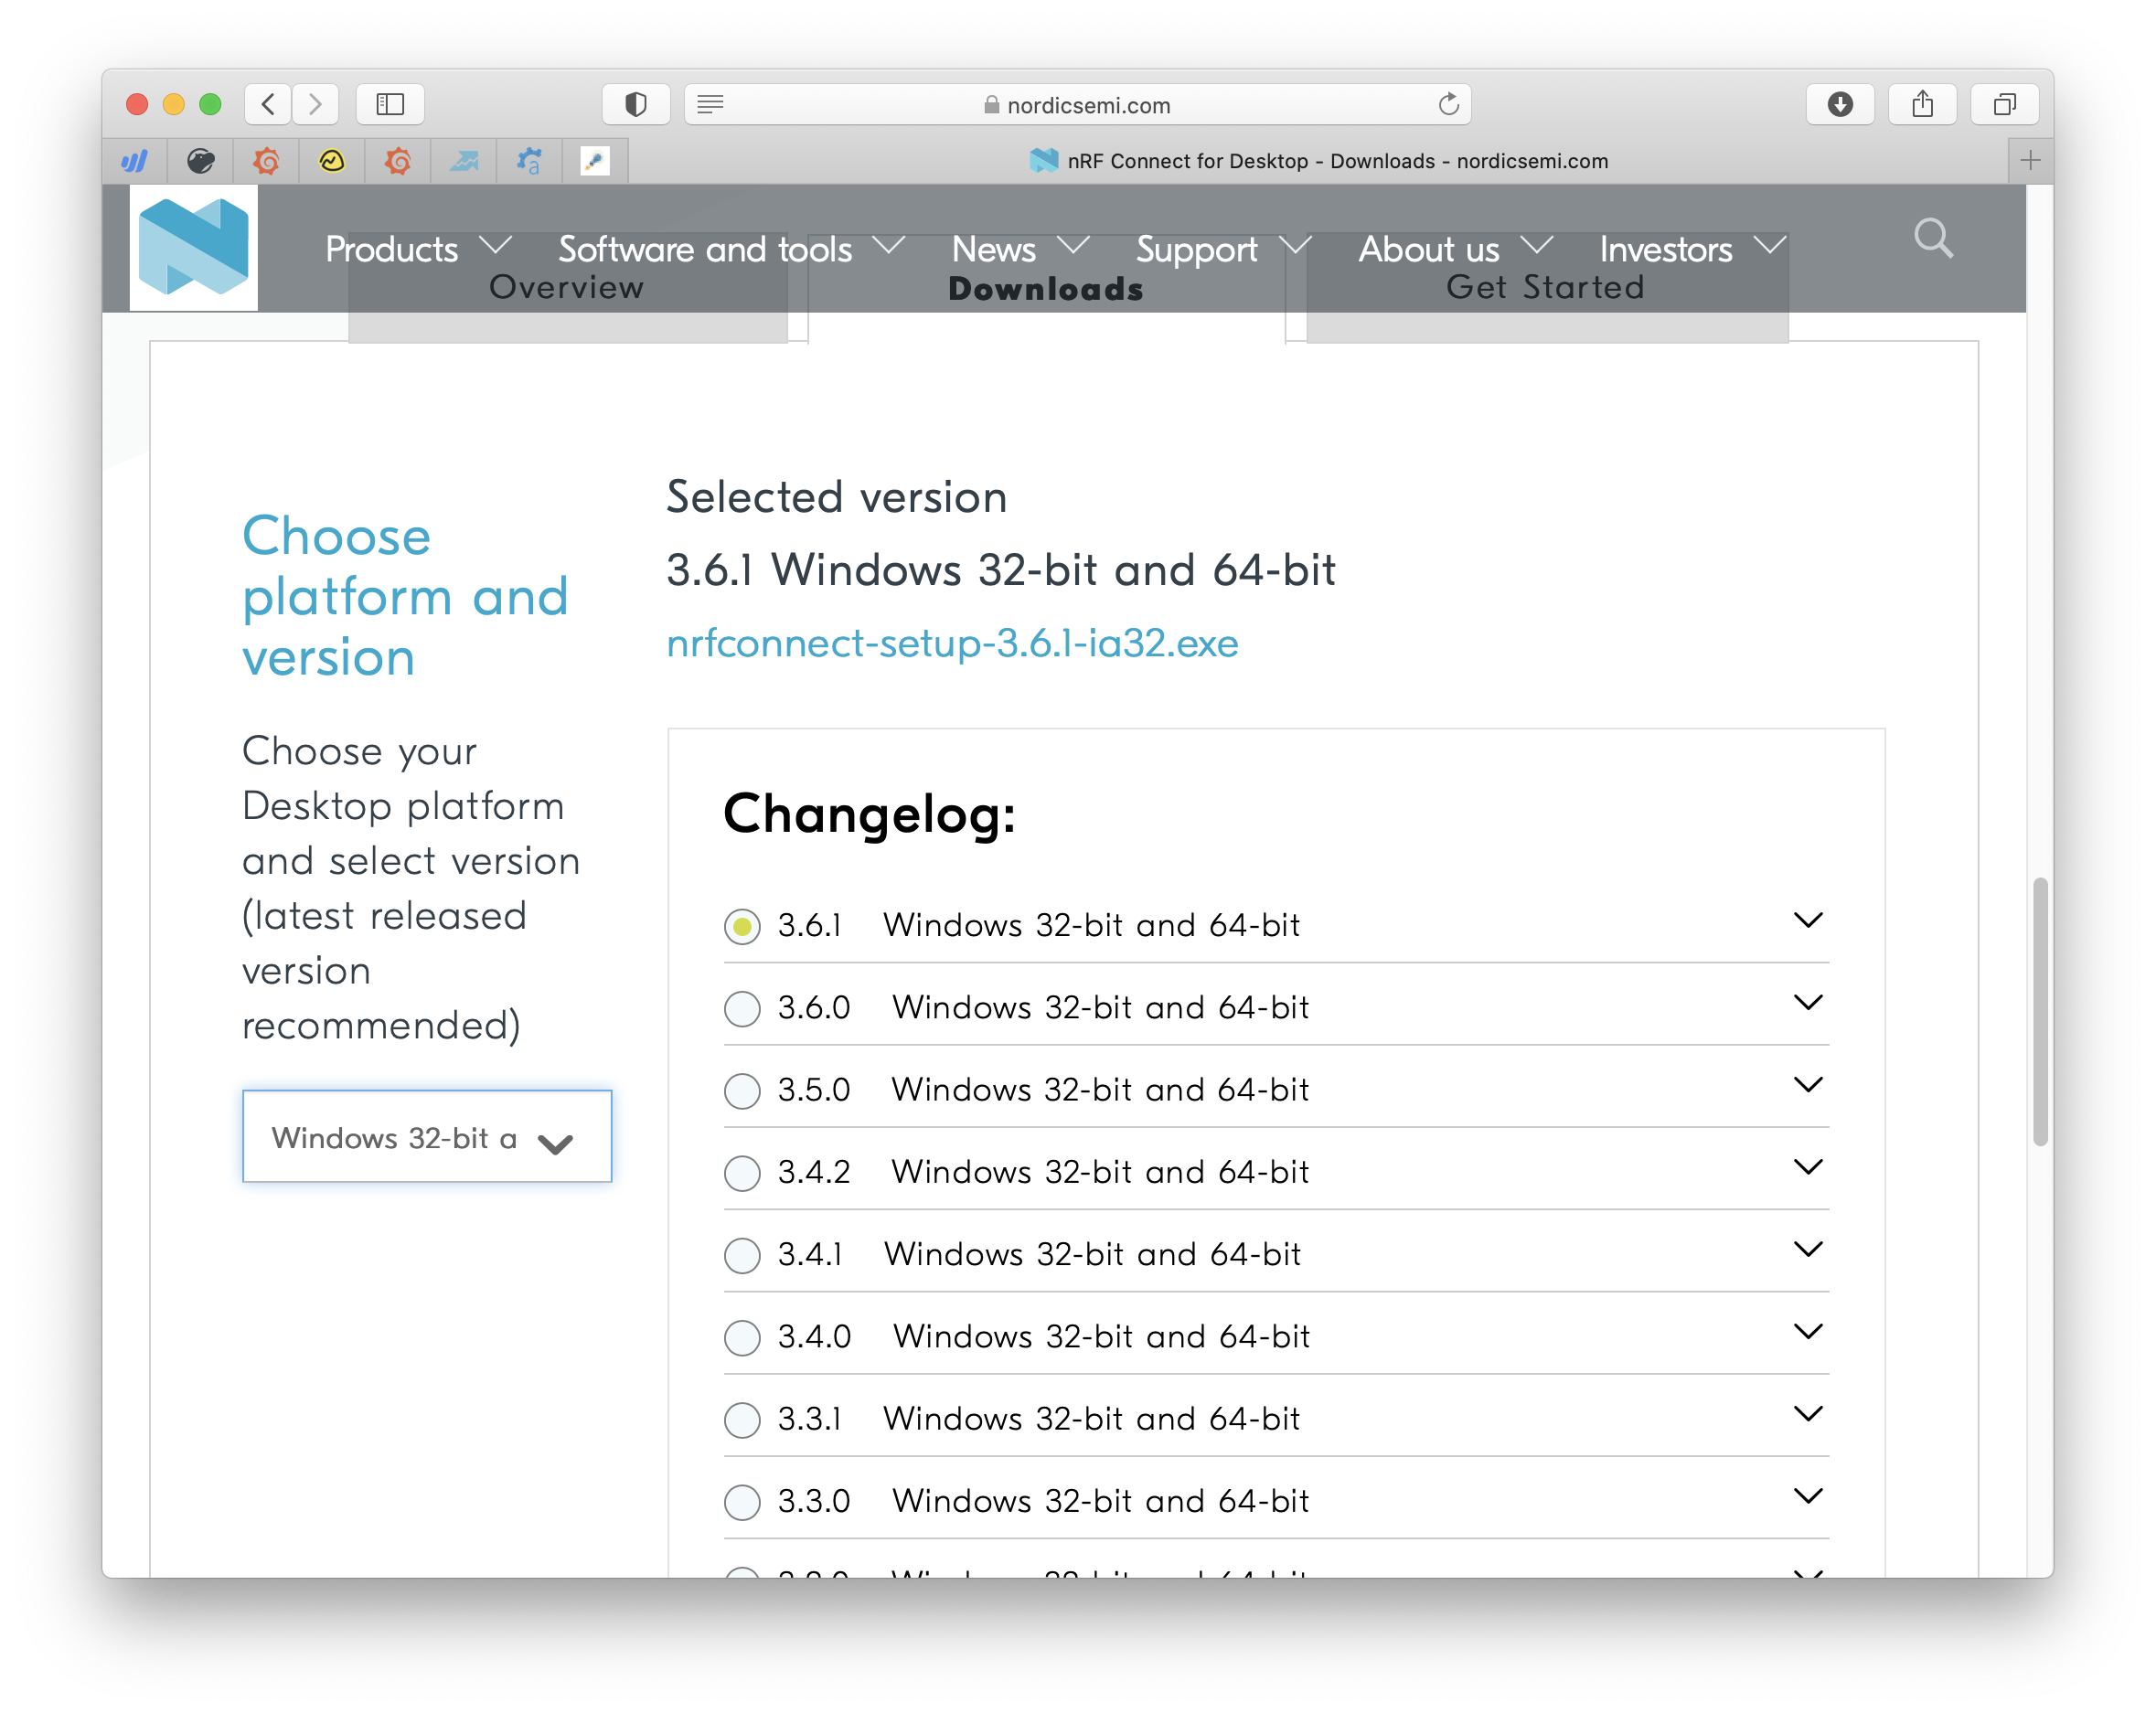 nordicsemi.com
nRF Connect for Desktop - Downloads - nordicsemi.com
Products Software and tools News Support About us Investors
Overview Downloads Get Started
Choose
platform and
version
Choose your
Desktop platform
and select version
(latest released
version
recommended)
Windows 32-bit a
Selected version
3.6.1 Windows 32-bit and 64-bit
nrfconnect-setup-3.6.1-ia32.exe
Changelog:
3.6.1 Windows 32-bit and 64-bit
3.6.0 Windows 32-bit and 64-bit
3.5.0 Windows 32-bit and 64-bit
3.4.2 Windows 32-bit and 64-bit
3.4.1 Windows 32-bit and 64-bit
3.4.0 Windows 32-bit and 64-bit
3.3.1 Windows 32-bit and 64-bit
3.3.0 Windows 32-bit and 64-bit